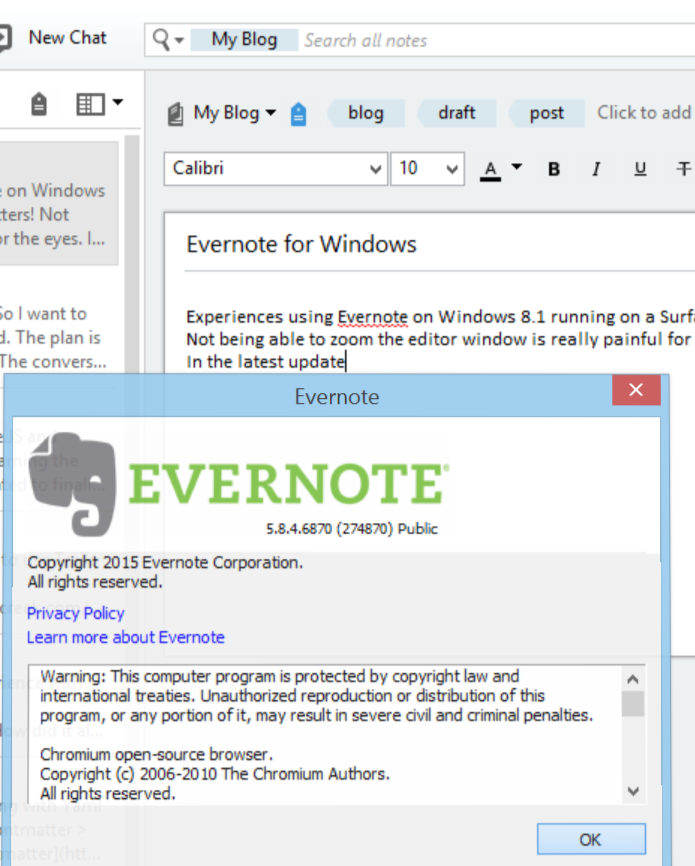 New Chat
My Blog Search all notes
My Blog blog draft post Click to add
Calibri 10 A B I U T
on Windows
ters! Not
r the eyes. I...
Evernote for Windows
So I want to
d. The plan is
The convers...
Experiences using Evernote on Windows 8.1 running on a Surfa
Not being able to zoom the editor window is really painful for
In the latest update
Evernote
EVERNOTE®
5.8.4.6870 (274870) Public
Copyright 2015 Evernote Corporation.
All rights reserved.
Privacy Policy
Learn more about Evernote
Warning: This computer program is protected by copyright law and
international treaties. Unauthorized reproduction or distribution of this
program, or any portion of it, may result in severe civil and criminal penalties.
Chromium open-source browser.
Copyright (c) 2006-2010 The Chromium Authors.
All rights reserved.
OK